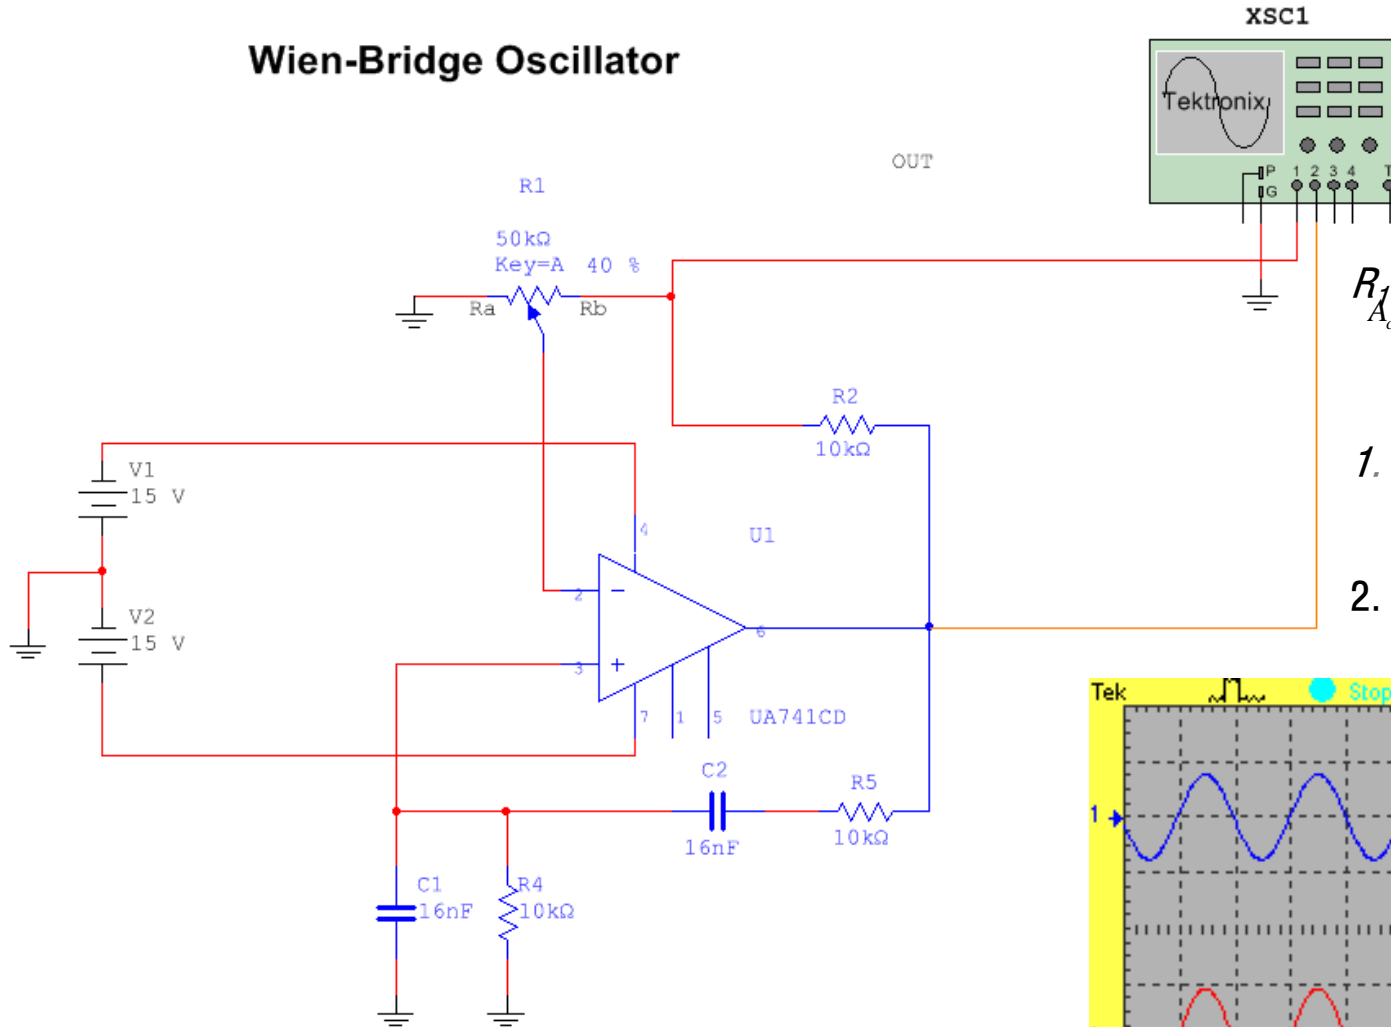 XSC1
Wien-Bridge Oscillator
Tektronix
P
G
1 2 3 4 T
OUT
R1
50kΩ
Key=A 40 %
Ra
Rb
R1
A
R2
10kΩ
V1
15 V
1.
4
U1
2
−
V2
15 V
6
2.
3
+
7
1
5
UA741CD
Tek
Stop
C2
16nF
R5
10kΩ
1
C1
16nF
R4
10kΩ